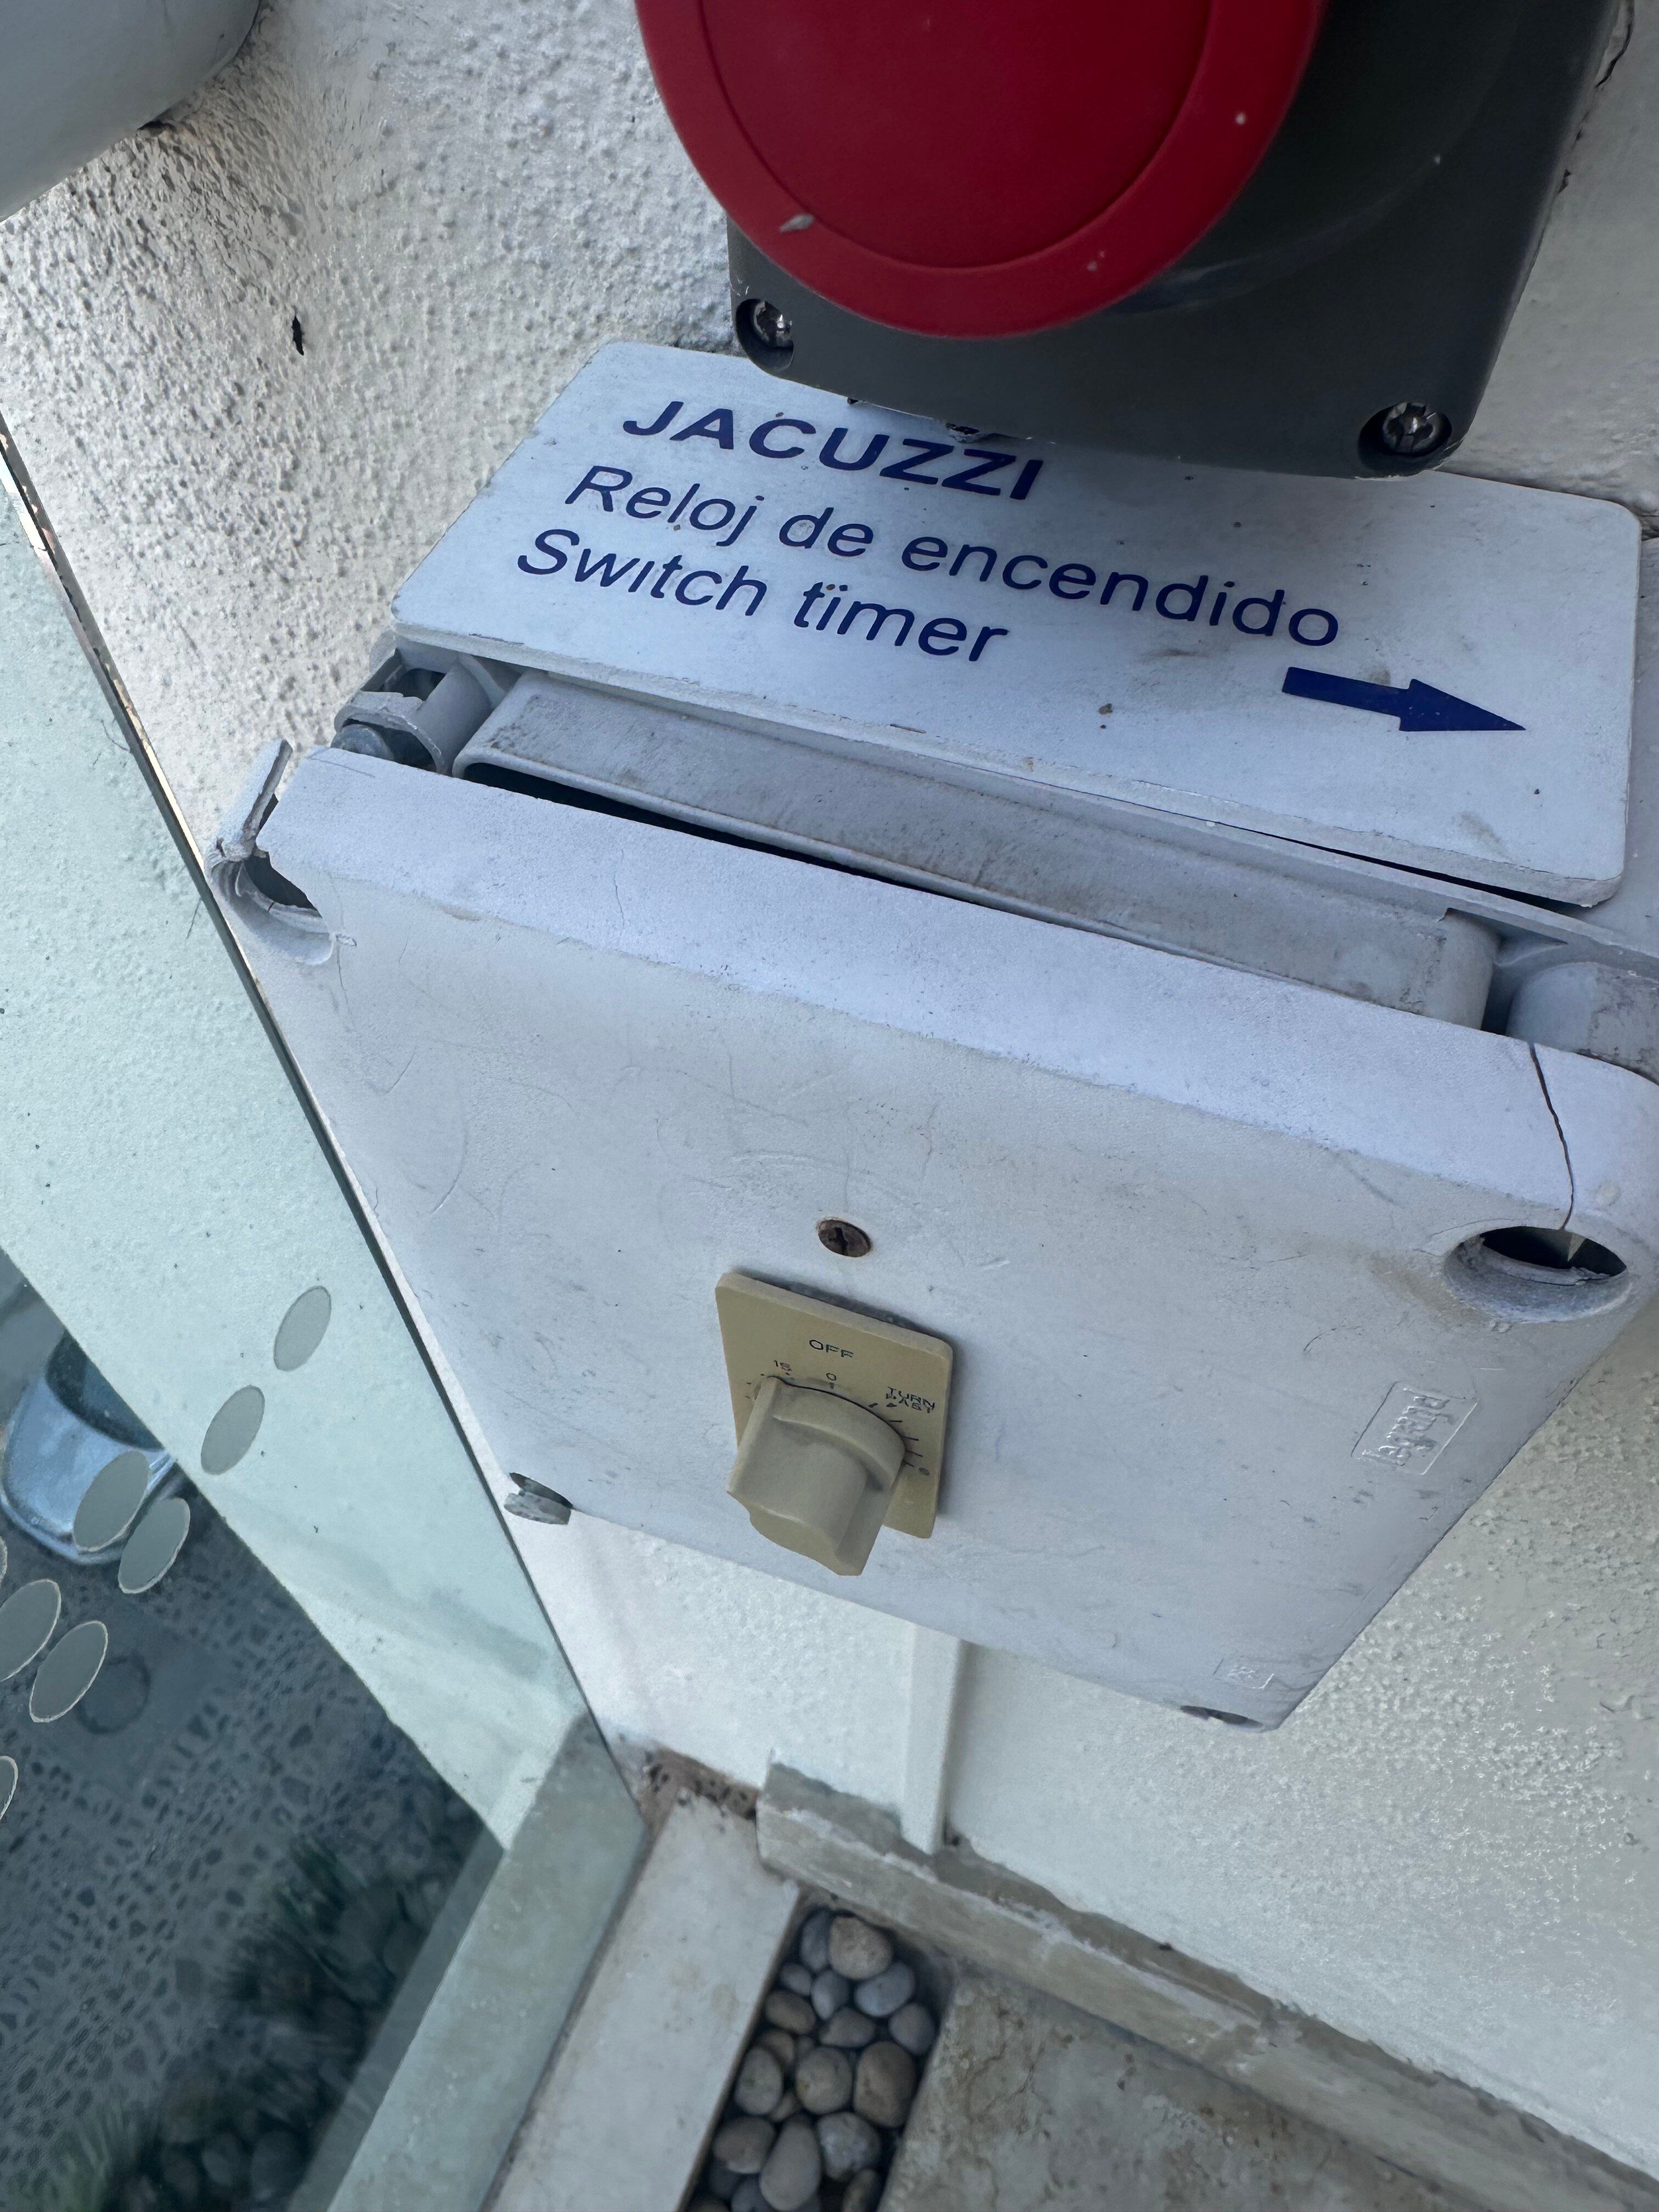 JACUZZI
Reloj de encendido
Switch timer
OFF
15 0 TURN
PAST
legrand